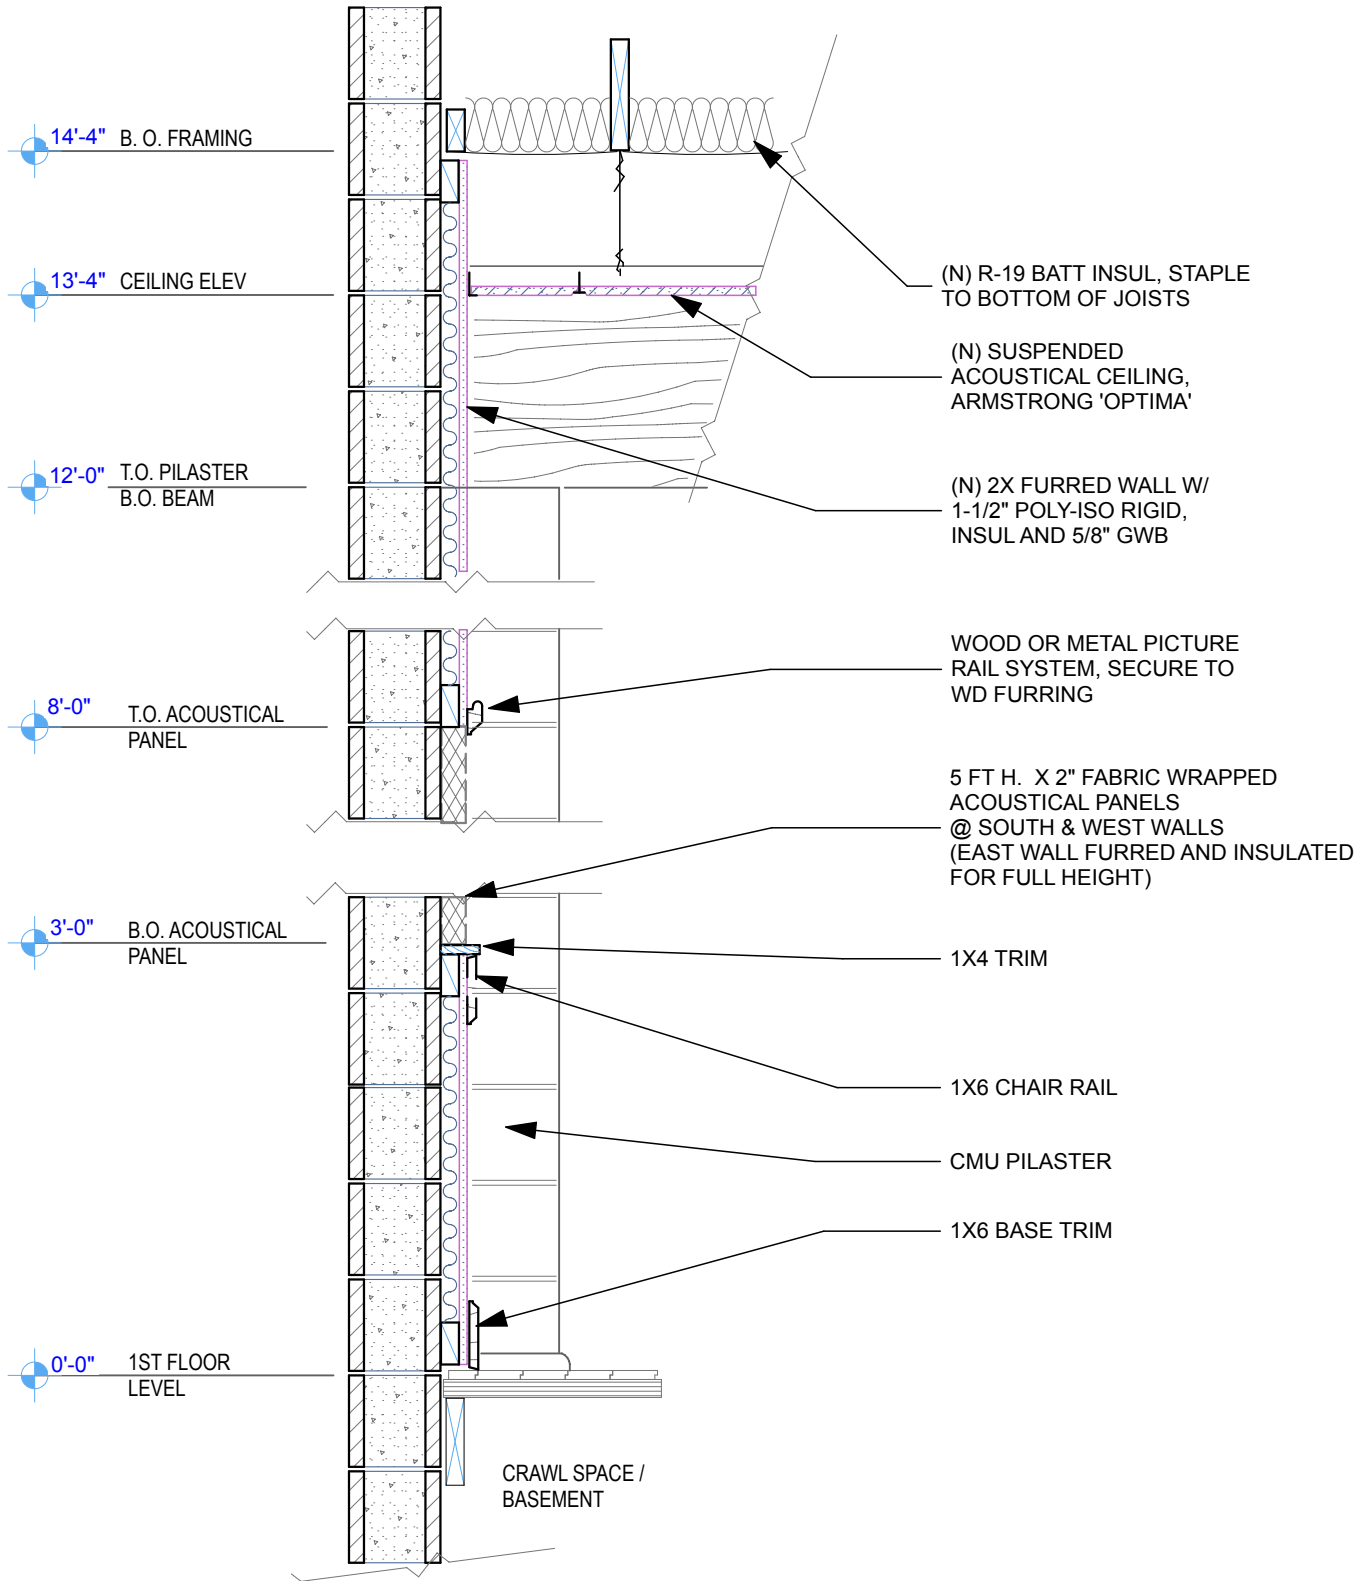 14'-4" B. O. FRAMING
13'-4" CEILING ELEV
12'-0" T.O. PILASTER
B.O. BEAM
8'-0" T.O. ACOUSTICAL
PANEL
3'-0" B.O. ACOUSTICAL
PANEL
0'-0" 1ST FLOOR
LEVEL
(N) R-19 BATT INSUL, STAPLE
TO BOTTOM OF JOISTS
(N) SUSPENDED
ACOUSTICAL CEILING,
ARMSTRONG 'OPTIMA'
(N) 2X FURRED WALL W/
1-1/2" POLY-ISO RIGID,
INSUL AND 5/8" GWB
WOOD OR METAL PICTURE
RAIL SYSTEM, SECURE TO
WD FURRING
5 FT H. X 2" FABRIC WRAPPED
ACOUSTICAL PANELS
@ SOUTH & WEST WALLS
(EAST WALL FURRED AND INSULATED
FOR FULL HEIGHT)
1X4 TRIM
1X6 CHAIR RAIL
CMU PILASTER
1X6 BASE TRIM
CRAWL SPACE /
BASEMENT